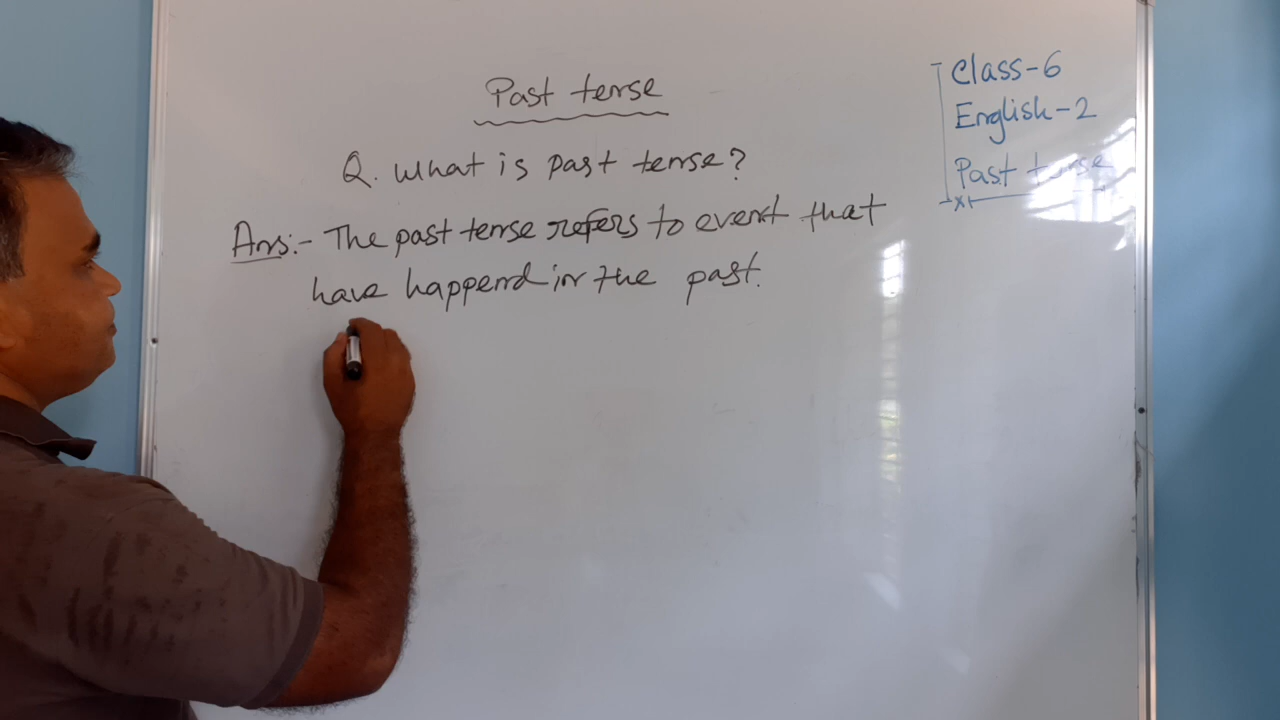 Past tense
Q. What is past tense?
Ans:- The past tense refers to event that
have happend in the past.
Class-6
English-2
Past tense